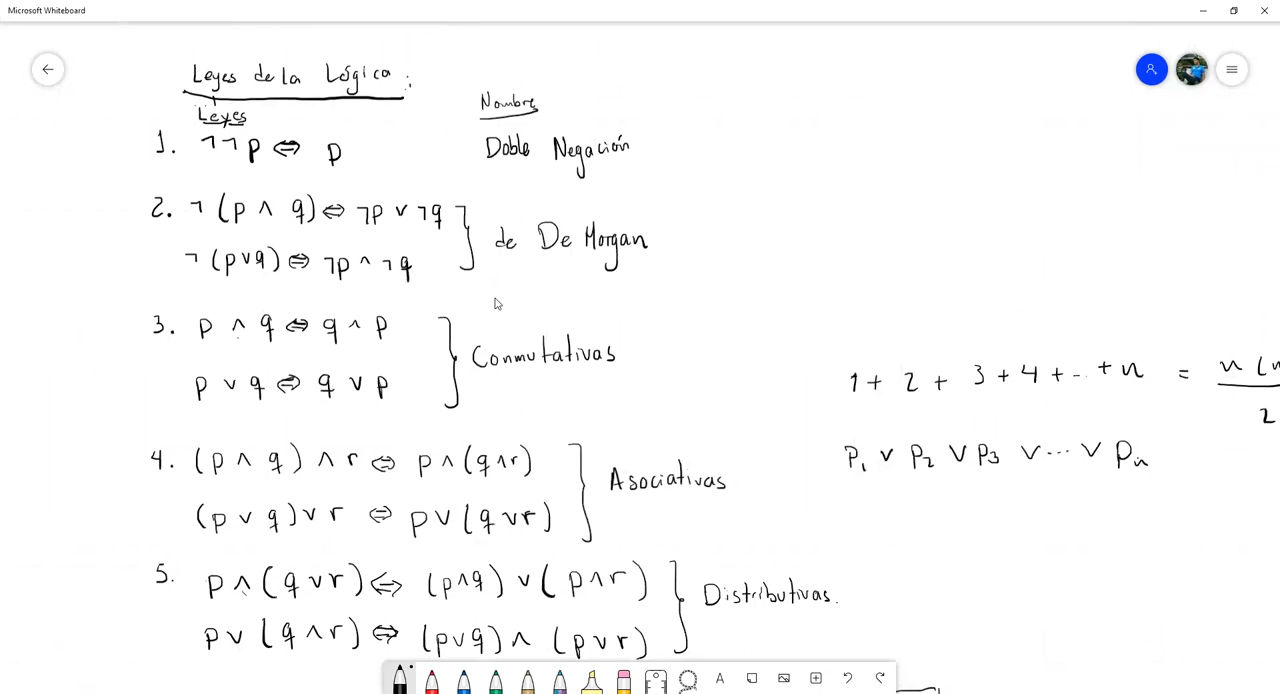 Microsoft Whiteboard
Leyes de la Lógica:
Leyes
Nombre
1. ¬¬p ⇔ p
Doble Negación
2. ¬(p ∧ q) ⇔ ¬p ∨ ¬q
¬(p∨q) ⇔ ¬p ∧ ¬q
de De Morgan
3. p ∧ q ⇔ q ∧ p
p ∨ q ⇔ q ∨ p
Conmutativas
4. (p ∧ q) ∧ r ⇔ p ∧ (q ∧ r)
(p ∨ q) ∨ r ⇔ p ∨ (q ∨ r)
Asociativas
5. p ∧ (q ∨ r) ⇔ (p ∧ q) ∨ (p ∧ r)
p ∨ (q ∧ r) ⇔ (p ∨ q) ∧ (p ∨ r)
Distributivas.
1 + 2 + 3 + 4 + ... + n = n(
2
P₁ ∨ P₂ ∨ P₃ ∨ ... ∨ Pₙ